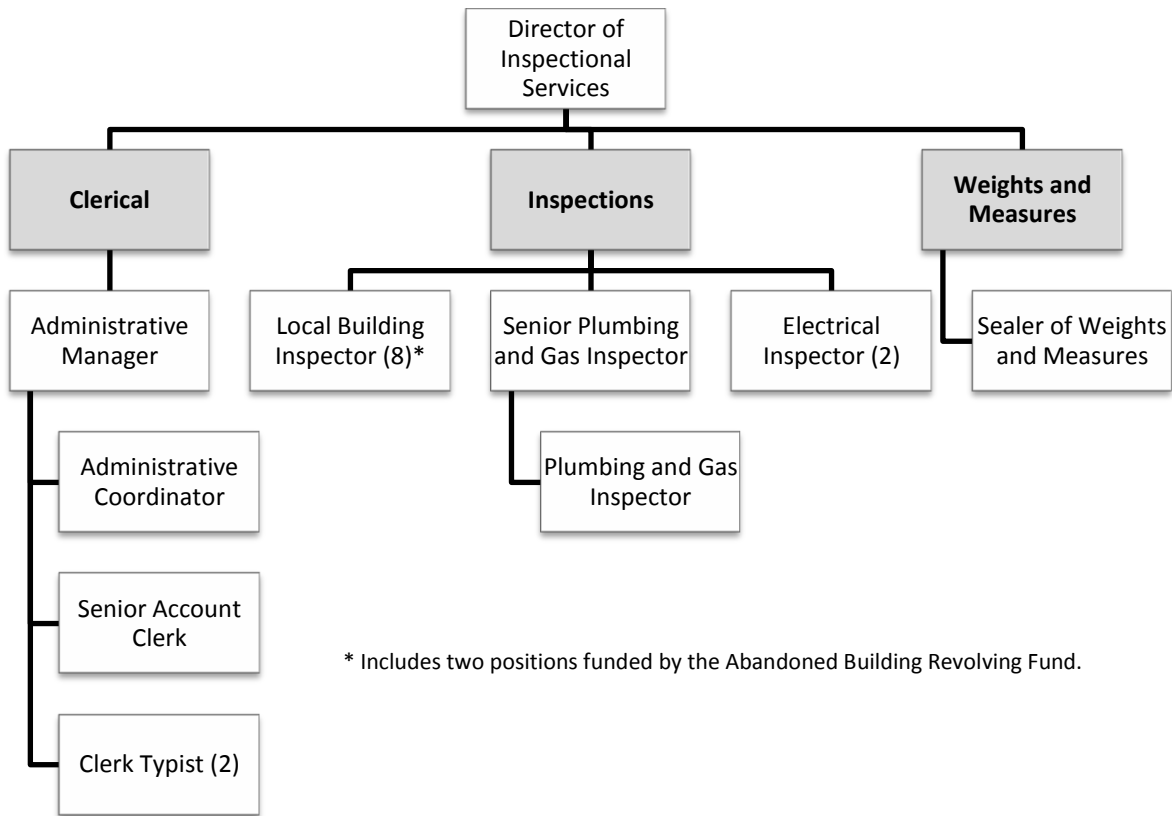 Director of
Inspectional
Services
Clerical
Inspections
Weights and
Measures
Administrative
Manager
Local Building
Inspector (8)*
Senior Plumbing
and Gas Inspector
Electrical
Inspector (2)
Sealer of Weights
and Measures
Administrative
Coordinator
Plumbing and Gas
Inspector
Senior Account
Clerk
* Includes two positions funded by the Abandoned Building Revolving Fund.
Clerk Typist (2)